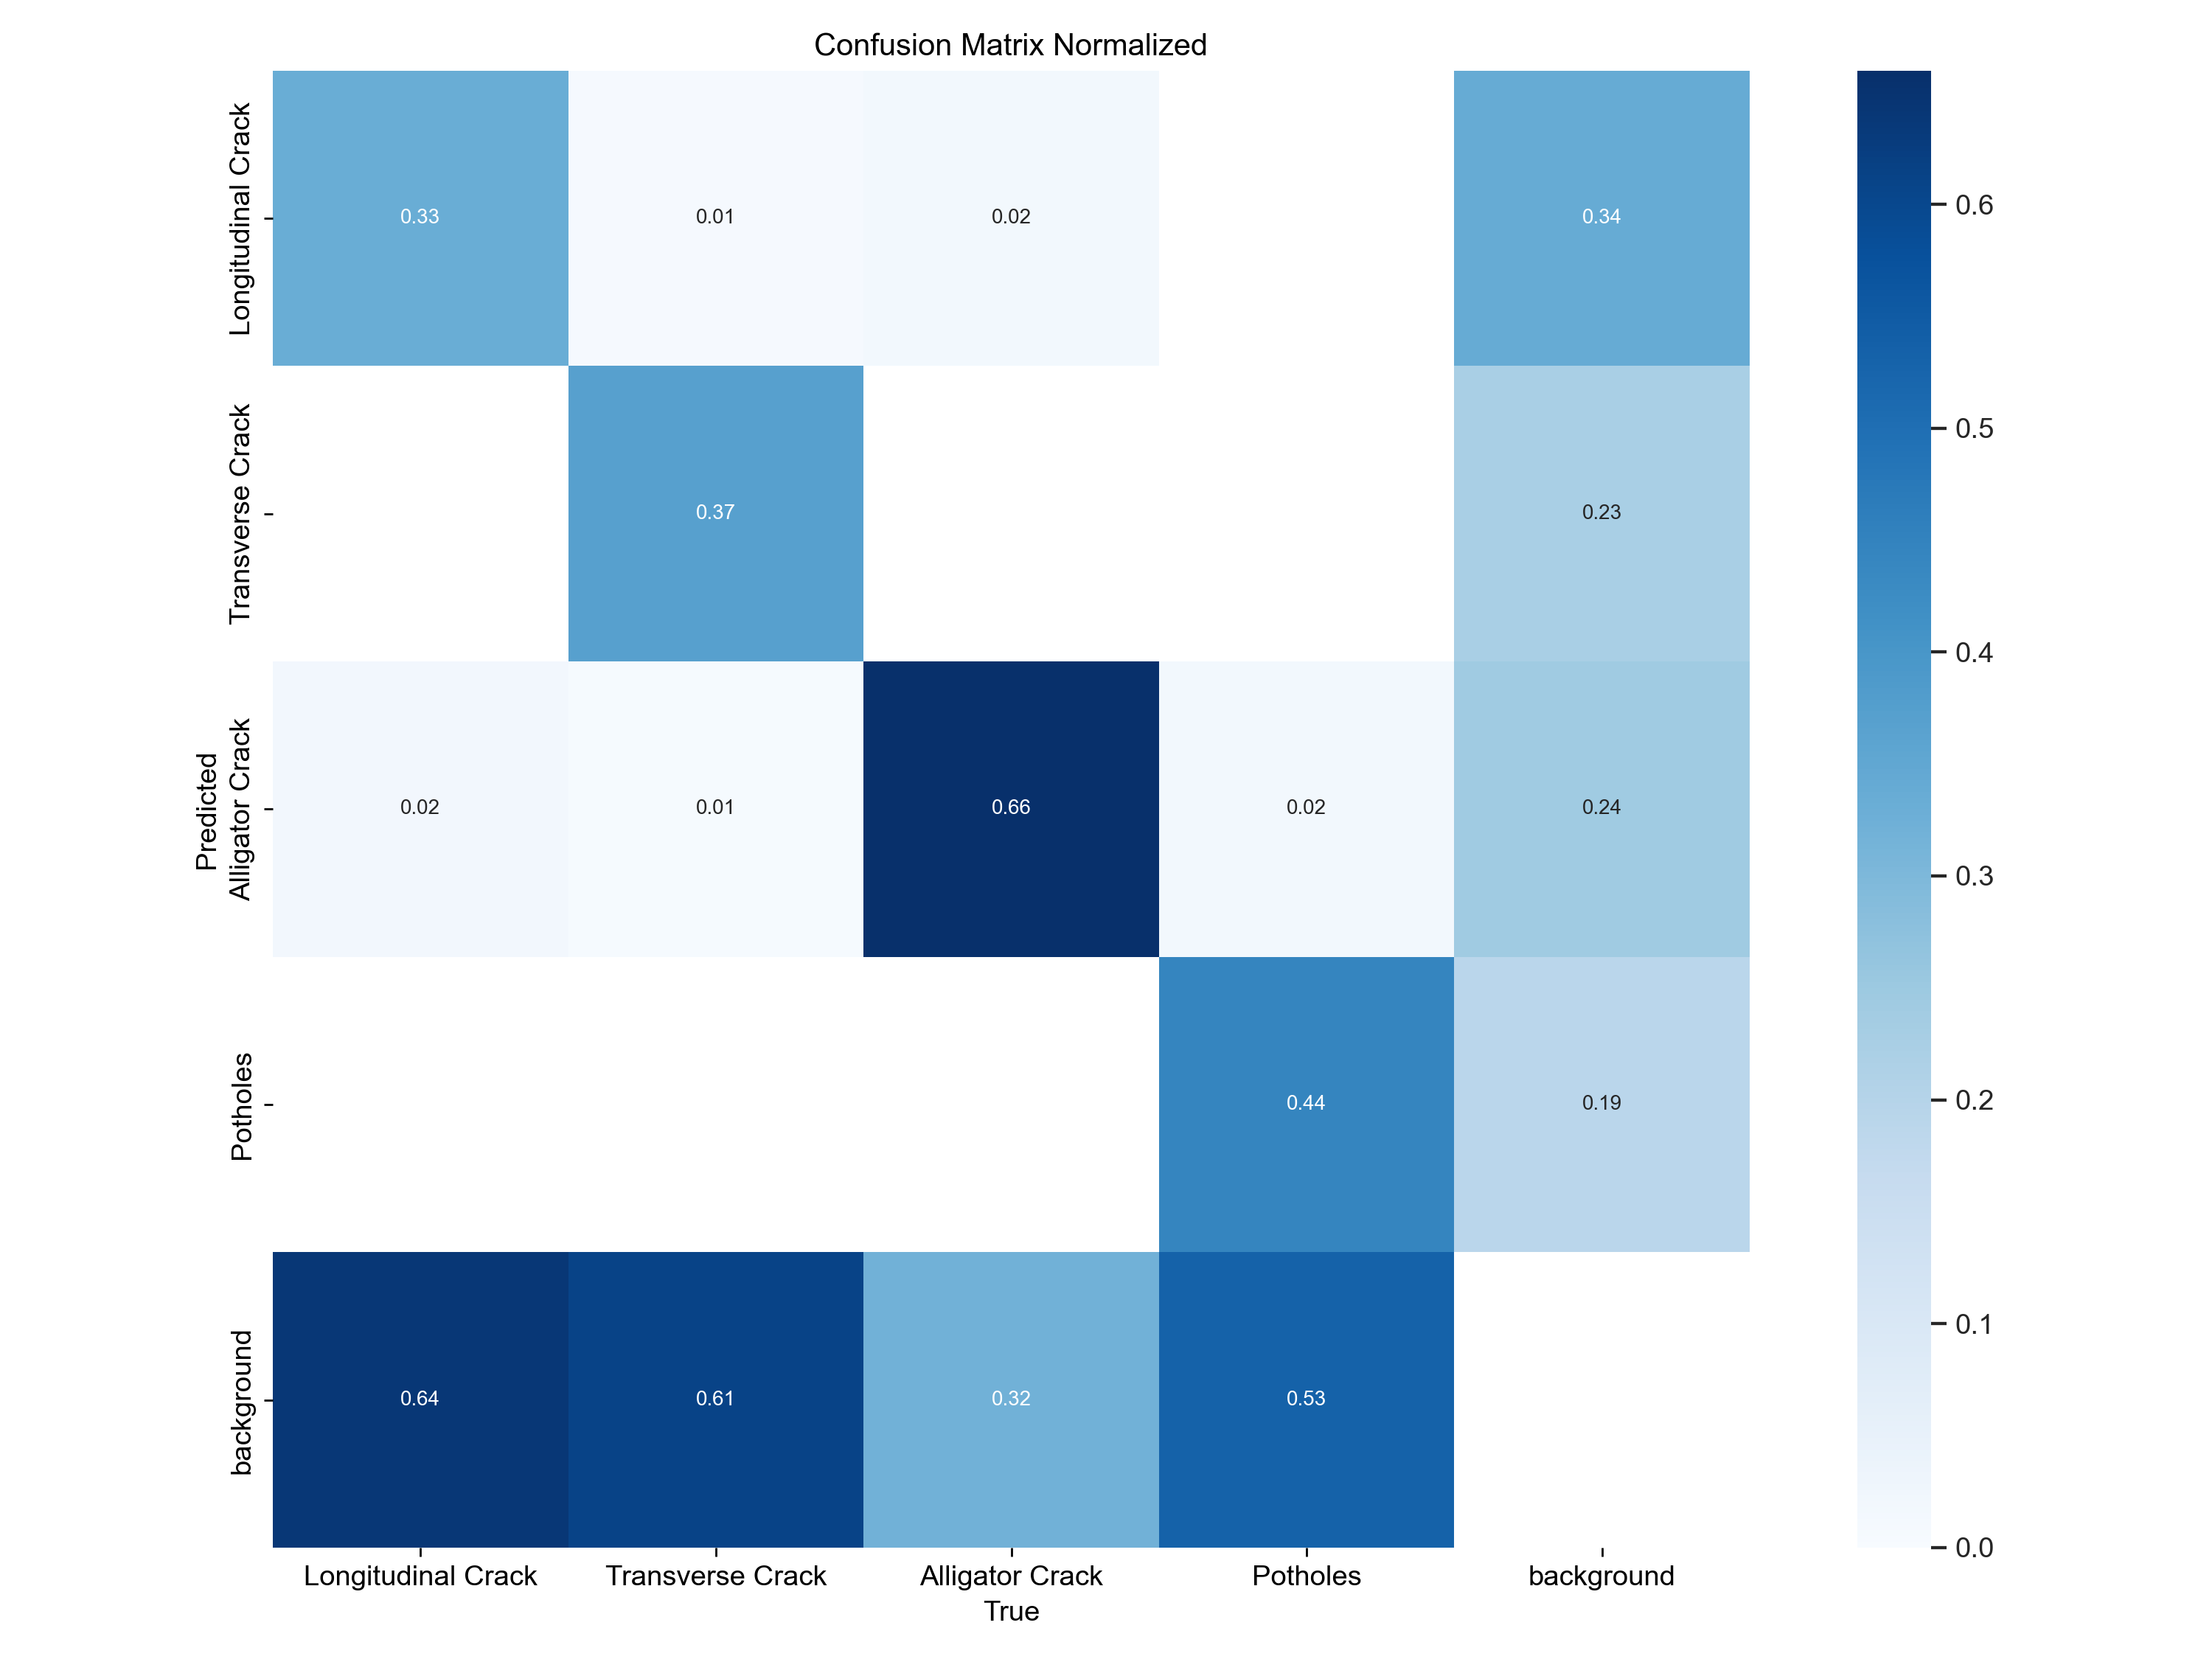 Confusion Matrix Normalized
Longitudinal Crack
0.33
0.01
0.02
0.34
Transverse Crack
0.37
0.23
Predicted
Alligator Crack
0.02
0.01
0.66
0.02
0.24
Potholes
0.44
0.19
background
0.64
0.61
0.32
0.53
Longitudinal Crack
Transverse Crack
Alligator Crack
Potholes
background
True
0.6
0.5
0.4
0.3
0.2
0.1
0.0